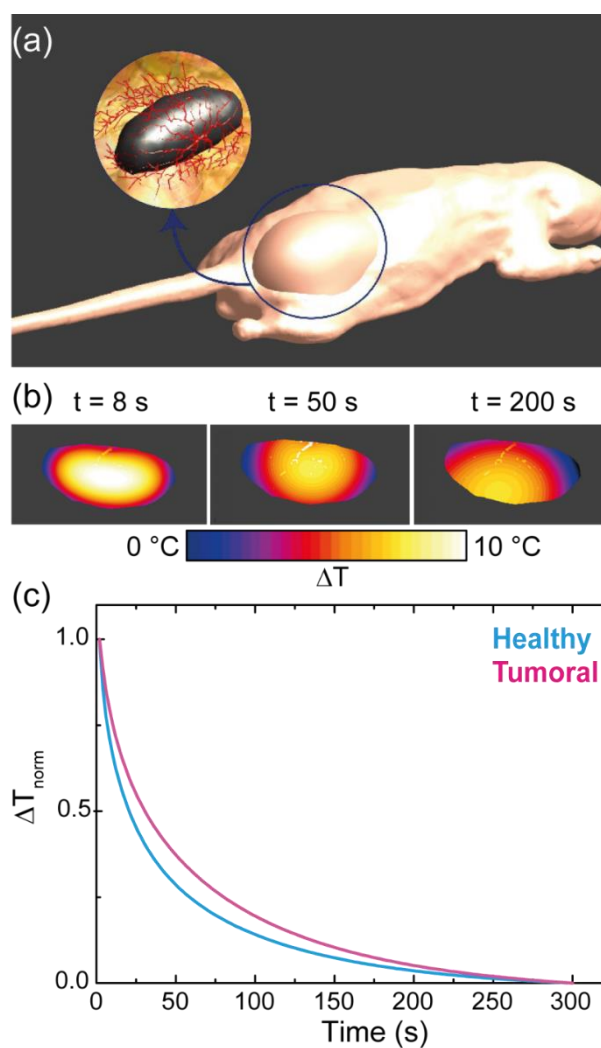 (a)
(b)
t = 8 s t = 50 s t = 200 s
0 °C 10 °C
ΔT
(c)
Healthy
Tumoral
1.0
0.5
0.0
ΔTnorm
0 50 100 150 200 250 300
Time (s)